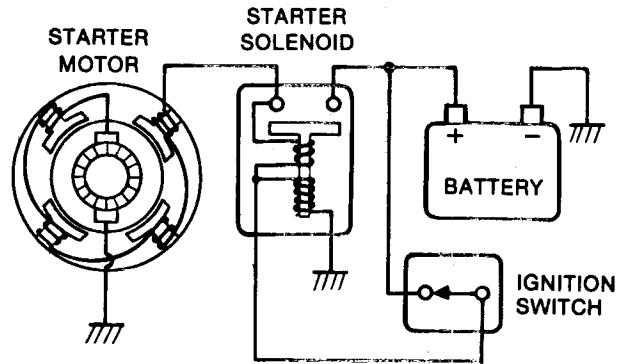 STARTER
MOTOR
STARTER
SOLENOID
+ −
BATTERY
IGNITION
SWITCH